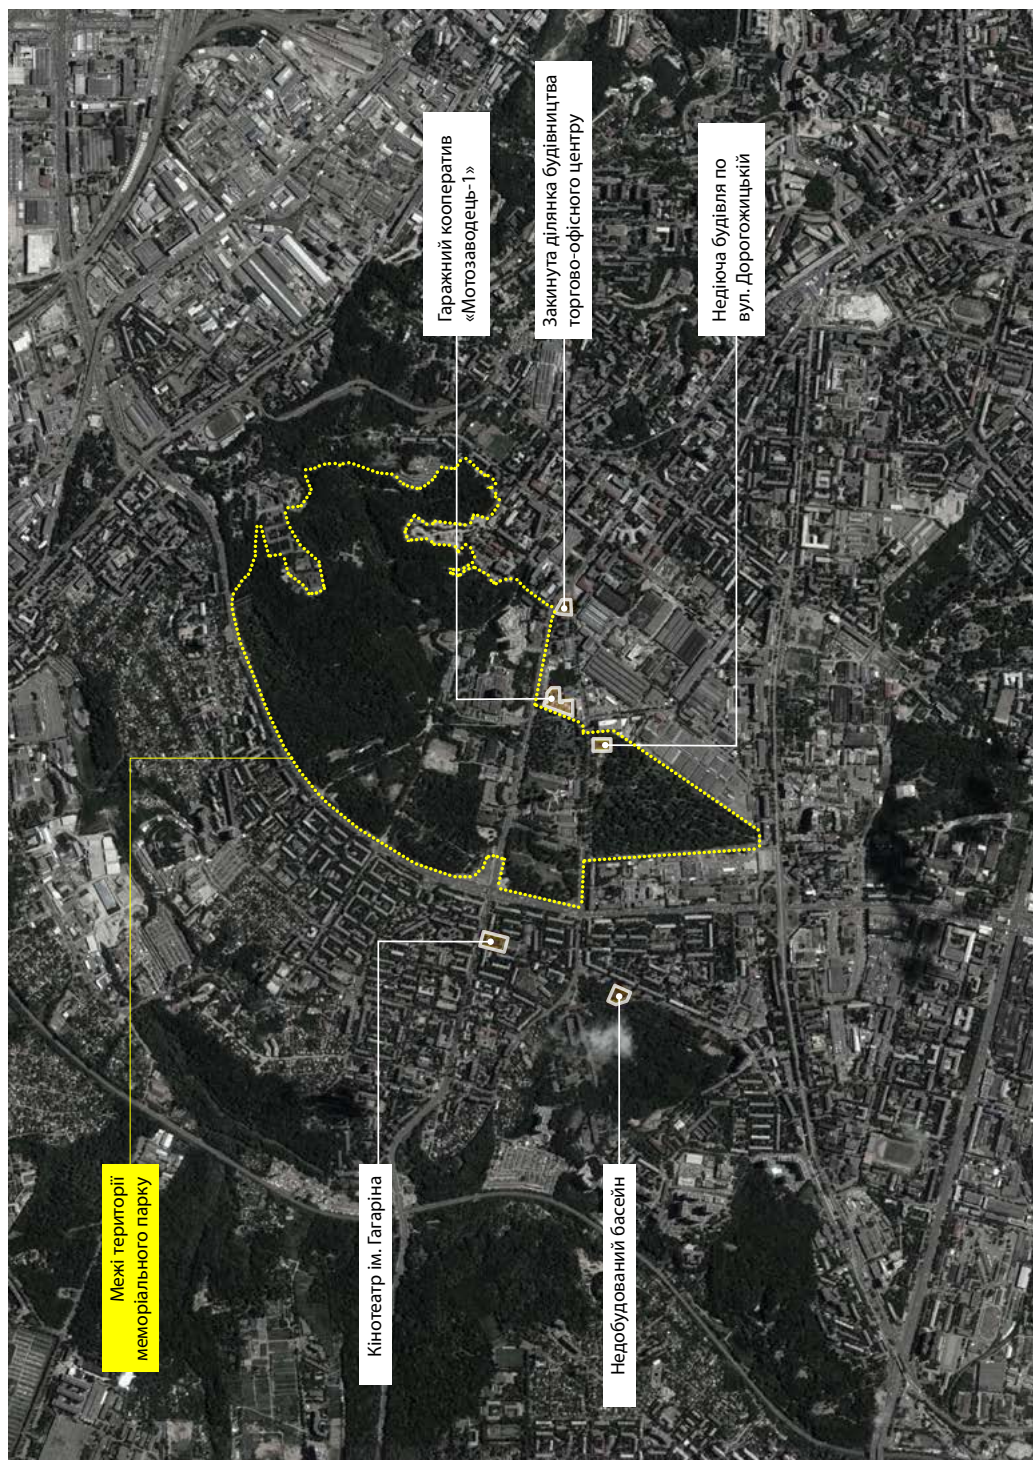 Межі території
меморіального парку
Кінотеатр ім. Гагаріна
Недобудований басейн
Гаражний кооператив
«Мотозаводець-1»
Закинута ділянка будівництва
торгово-офісного центру
Недіюча будівля по
вул. Дорогожицькій